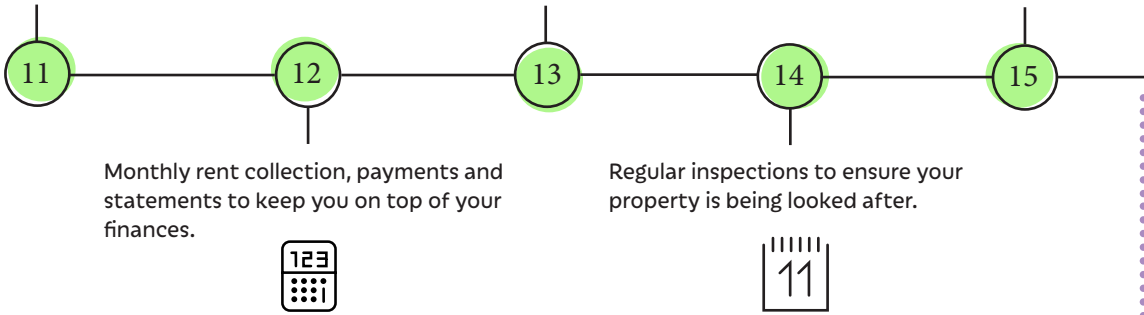 11
12
13
14
15
Monthly rent collection, payments and
statements to keep you on top of your
finances.
123
Regular inspections to ensure your
property is being looked after.
11